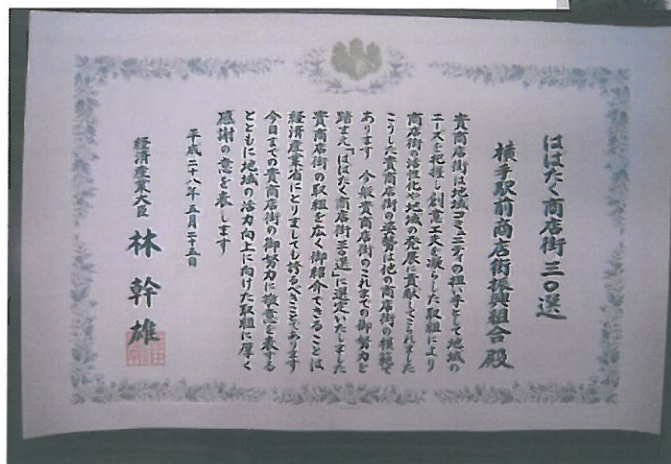 はばたく商店街三〇選
横手駅前商店街振興組合殿
貴商店街は地域コミュニティの担い手として地域の
ニーズを把握し創意工夫を凝らした取組により
商店街の活性化や地域の発展に貢献してこられました
こうした貴商店街の姿勢は他の商店街の模範で
あります 今般貴商店街のこれまでの御努力を
踏まえ「はばたく商店街三〇選」に選定いたしました
貴商店街の取組を広く御紹介できることは
経済産業省にとりましても誇るべきことであります
今日までの貴商店街の御努力に敬意を表する
とともに地域の活力向上に向けた取組に厚く
感謝の意を表します
平成二十八年五月二十五日
経済産業大臣 林幹雄